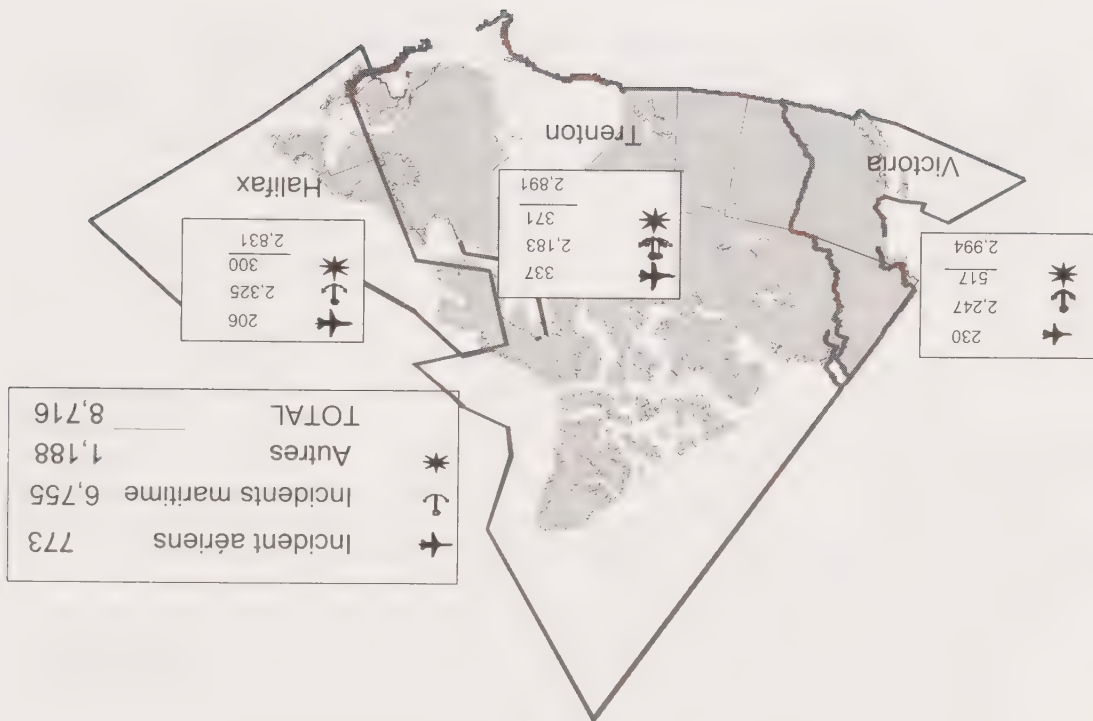 Incident aériens 773
Incidents maritime 6,755
Autres 1,188
TOTAL 8,716
230
2,247
517
2,994
Victoria
337
2,183
371
2,891
Trenton
206
2,325
300
2,831
Halifax